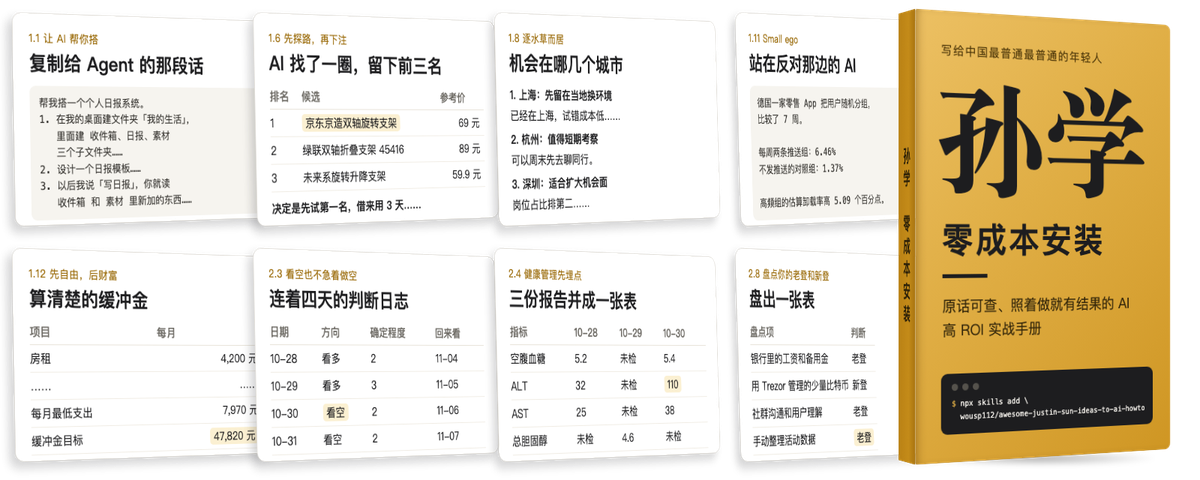 1.1 让 AI 帮你搭
复制给 Agent 的那段话
帮我搭一个个人日报系统。
1. 在我的桌面建文件夹「我的生活」,
里面建 收件箱、日报、素材
三个子文件夹……
2. 设计一个日报模板……
3. 以后我说「写日报」, 你就读
收件箱 和 素材 里新加的东西……
1.6 先探路，再下注
AI 找了一圈，留下前三名
排名 候选 参考价
1 京东京造双轴旋转支架 69 元
2 绿联双轴折叠支架 45416 89 元
3 未来系旋转升降支架 59.9 元
决定是先试第一名，借来用 3 天……
1.8 逐水草而居
机会在哪几个城市
1. 上海：先留在当地换环境
已经在上海，试错成本低……
2. 杭州：值得短期考察
可以周末先去聊同行。
3. 深圳：适合扩大机会面
岗位占比排第二……
1.11 Small ego
站在反对那边的 AI
德国一家零售 App 把用户随机分组,
比较了 7 周。
每周两条推送组: 6.46%
不发推送的对照组: 1.37%
高频组的估算卸载率高 5.09 个百分点。
1.12 先自由，后财富
算清楚的缓冲金
项目 每月
房租 4,200 元
…… ……
每月最低支出 7,970 元
缓冲金目标 47,820 元
2.3 看空也不急着做空
连着四天的判断日志
日期 方向 确定程度 回来看
10-28 看多 2 11-04
10-29 看多 3 11-05
10-30 看空 2 11-06
10-31 看空 2 11-07
2.4 健康管理先埋点
三份报告并成一张表
指标 10-28 10-29 10-30
空腹血糖 5.2 未检 5.4
ALT 32 未检 110
AST 25 未检 38
总胆固醇 未检 4.6 未检
2.8 盘点你的老登和新登
盘出一张表
盘点项 判断
银行里的工资和备用金 老登
用 Trezor 管理的少量比特币 新登
社群沟通和用户理解 老登
手动整理活动数据 老登
孙学 零成本安装
写给中国最普通最普通的年轻人
孙学
零成本安装
原话可查、照着做就有结果的 AI
高 ROI 实战手册
$ npx skills add \
wousp112/awesome-justin-sun-ideas-to-ai-howto